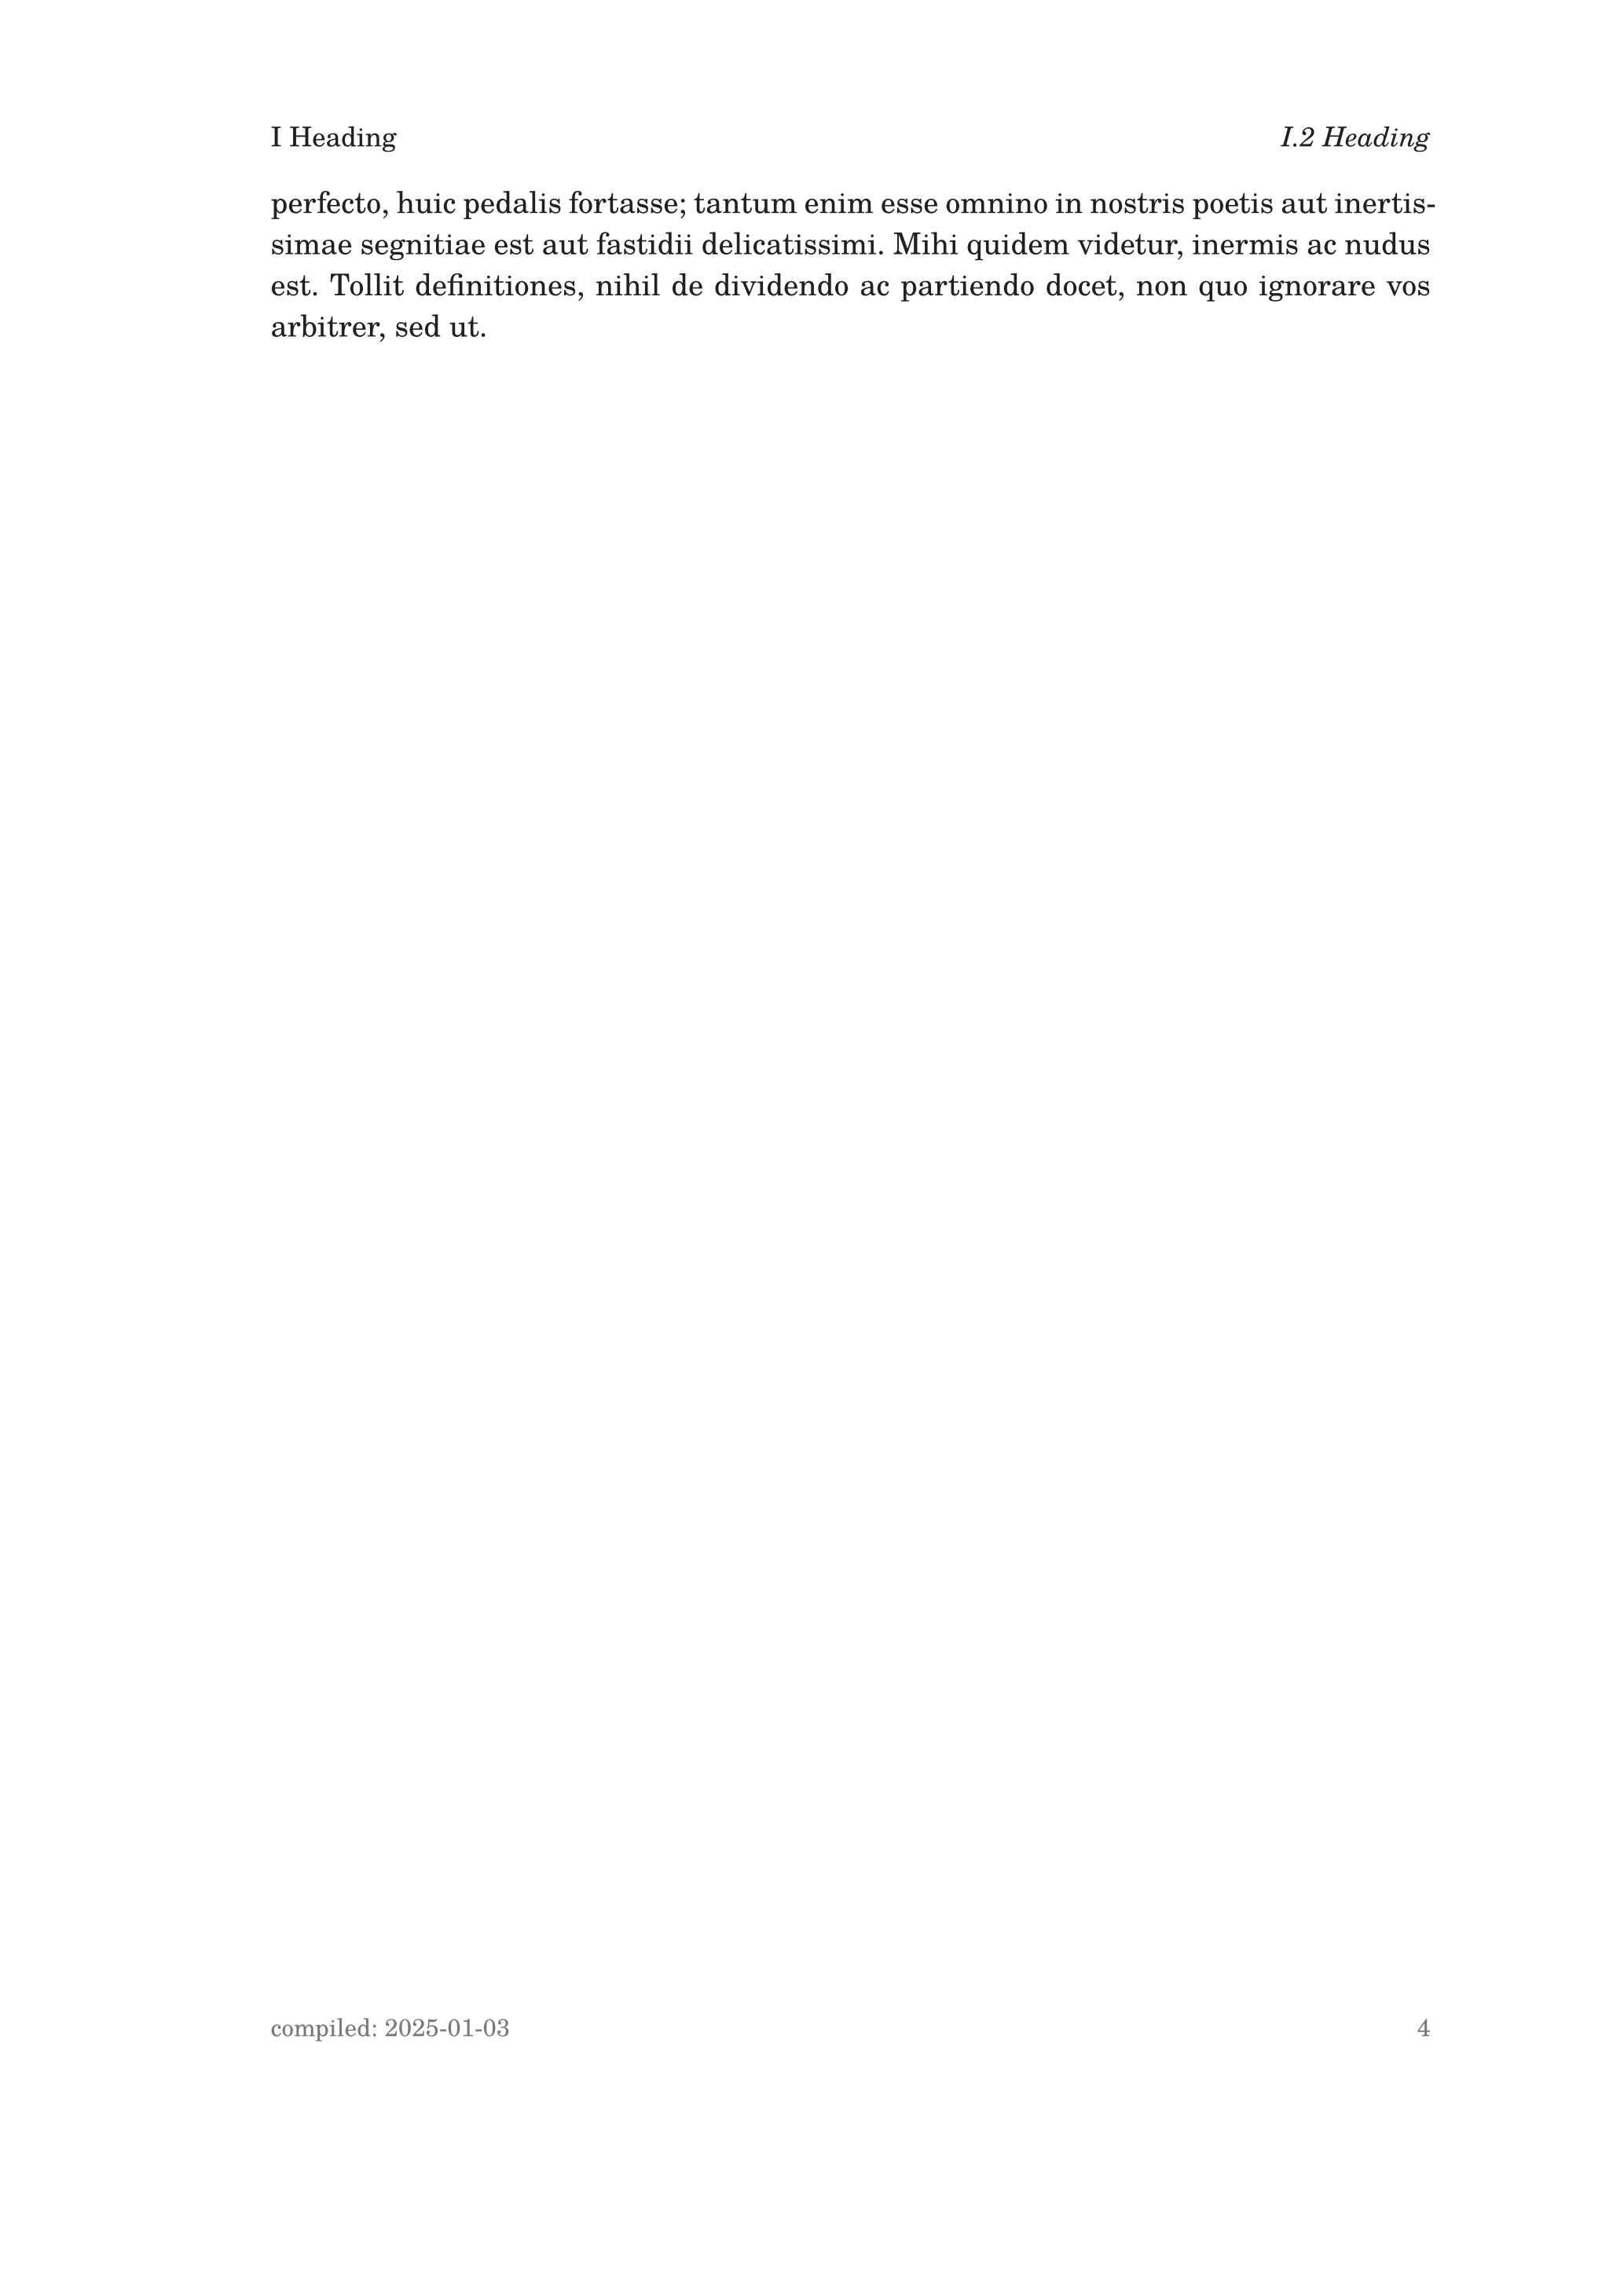 I Heading I.2 Heading
perfecto, huic pedalis fortasse; tantum enim esse omnino in nostris poetis aut inertis-
simae segnitiae est aut fastidii delicatissimi. Mihi quidem videtur, inermis ac nudus
est. Tollit definitiones, nihil de dividendo ac partiendo docet, non quo ignorare vos
arbitrer, sed ut.
compiled: 2025-01-03 4